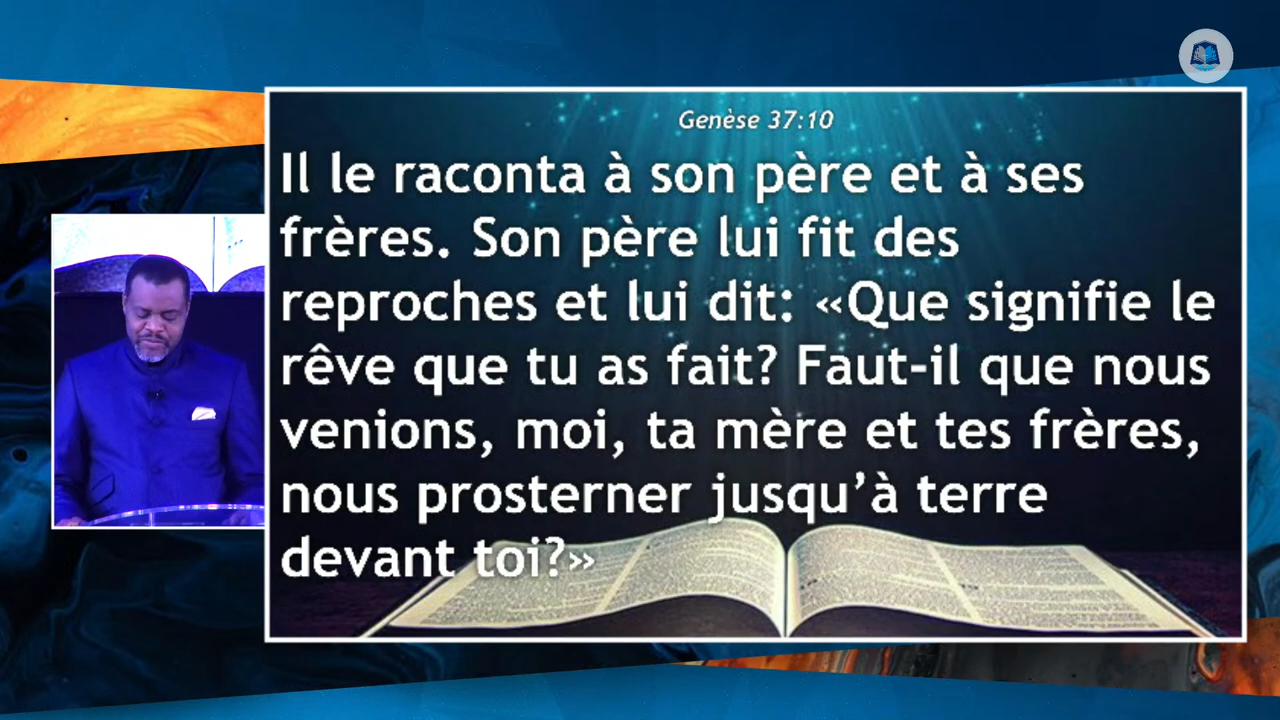 Genèse 37:10
Il le raconta à son père et à ses
frères. Son père lui fit des
reproches et lui dit: «Que signifie le
rêve que tu as fait? Faut-il que nous
venions, moi, ta mère et tes frères,
nous prosterner jusqu’à terre
devant toi?»